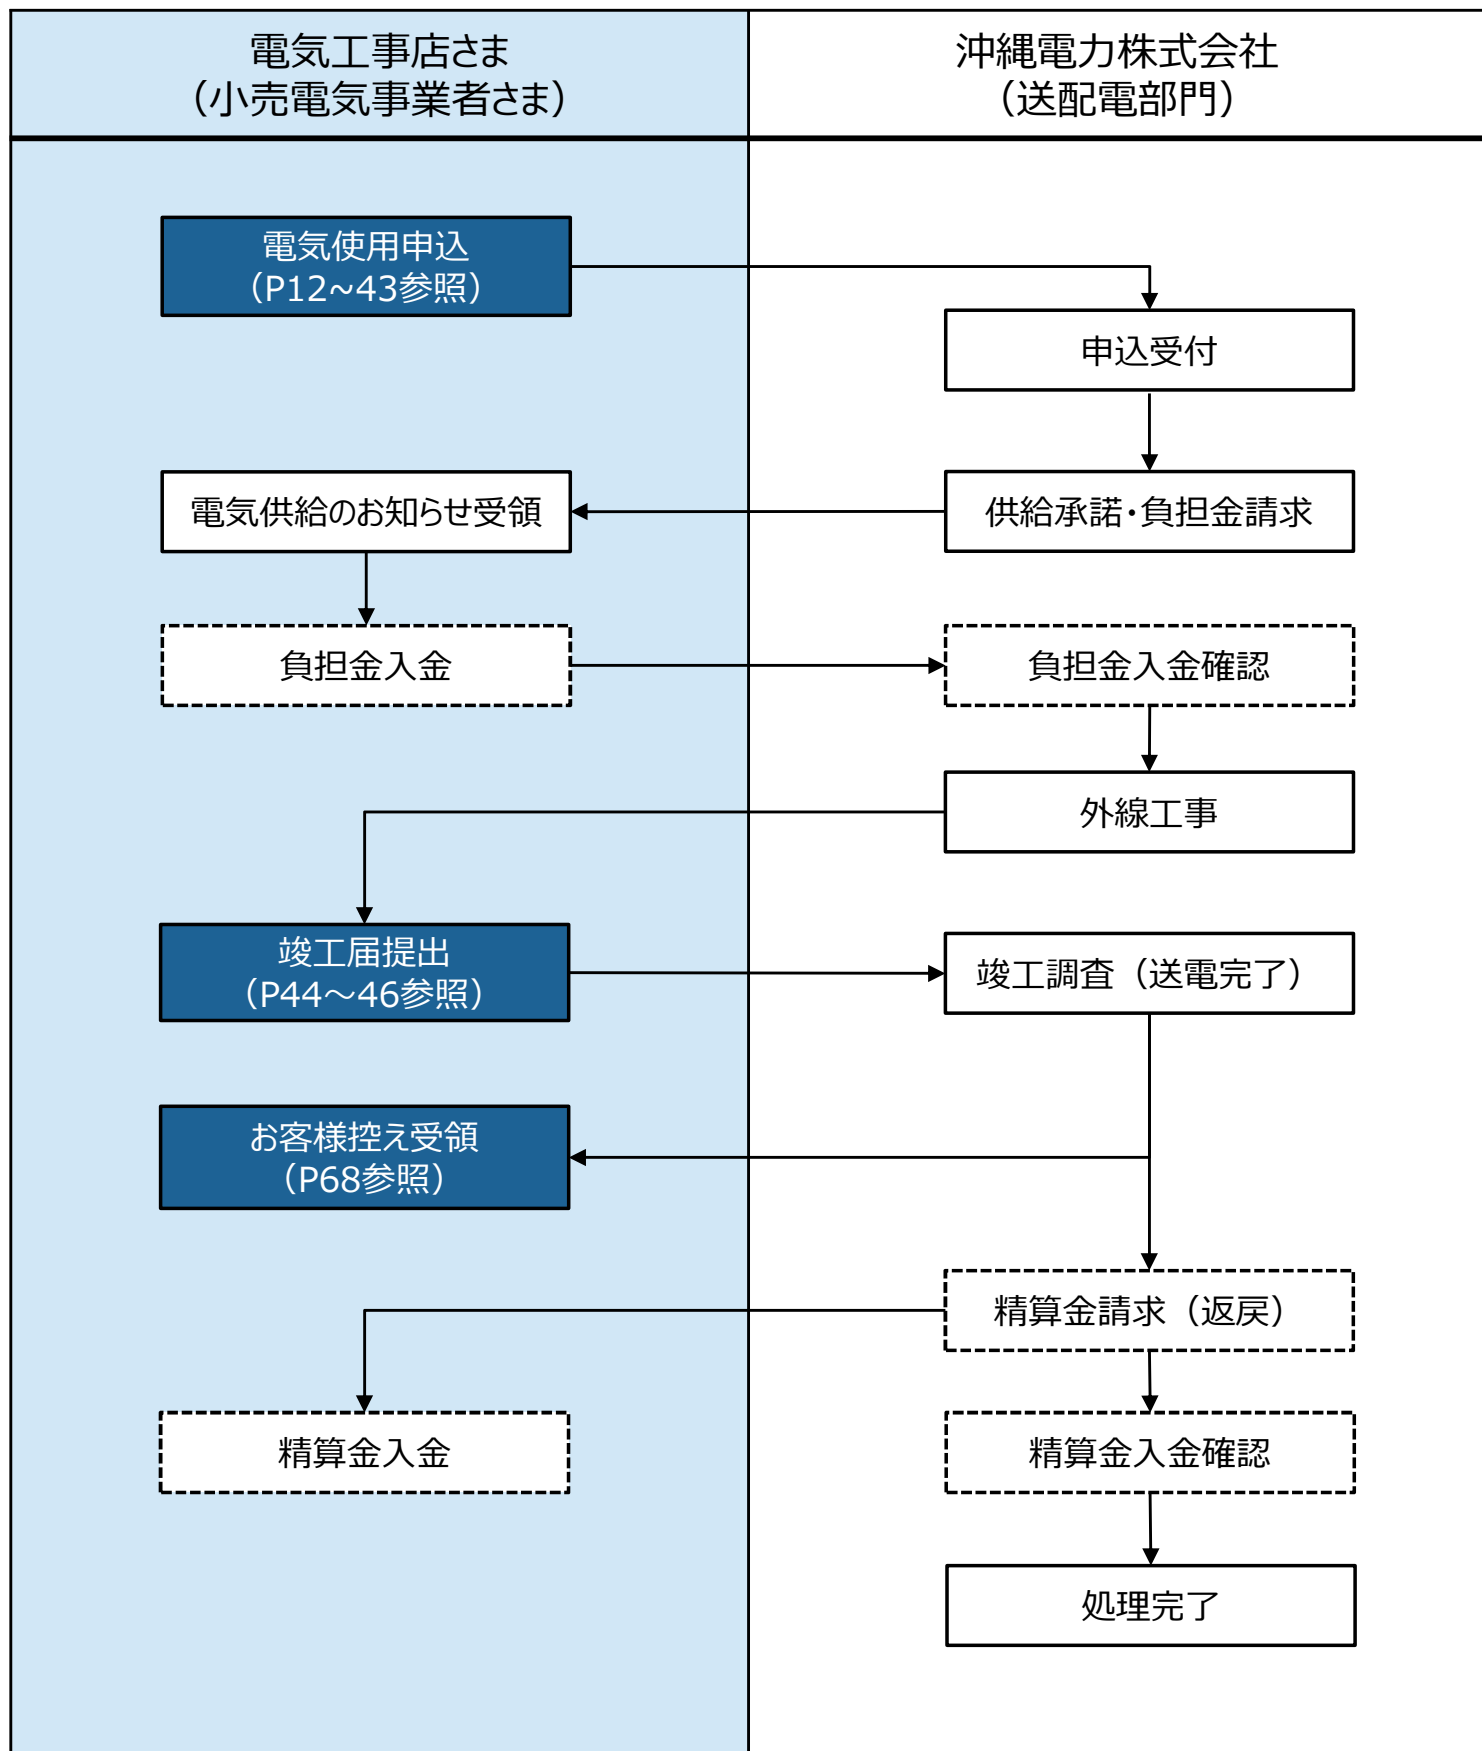 電気工事店さま
（小売電気事業者さま）
沖縄電力株式会社
（送配電部門）
電気使用申込
（P12~43参照）
申込受付
供給承諾・負担金請求
電気供給のお知らせ受領
負担金入金
負担金入金確認
外線工事
竣工届提出
（P44～46参照）
竣工調査（送電完了）
お客様控え受領
（P68参照）
精算金請求（返戻）
精算金入金
精算金入金確認
処理完了